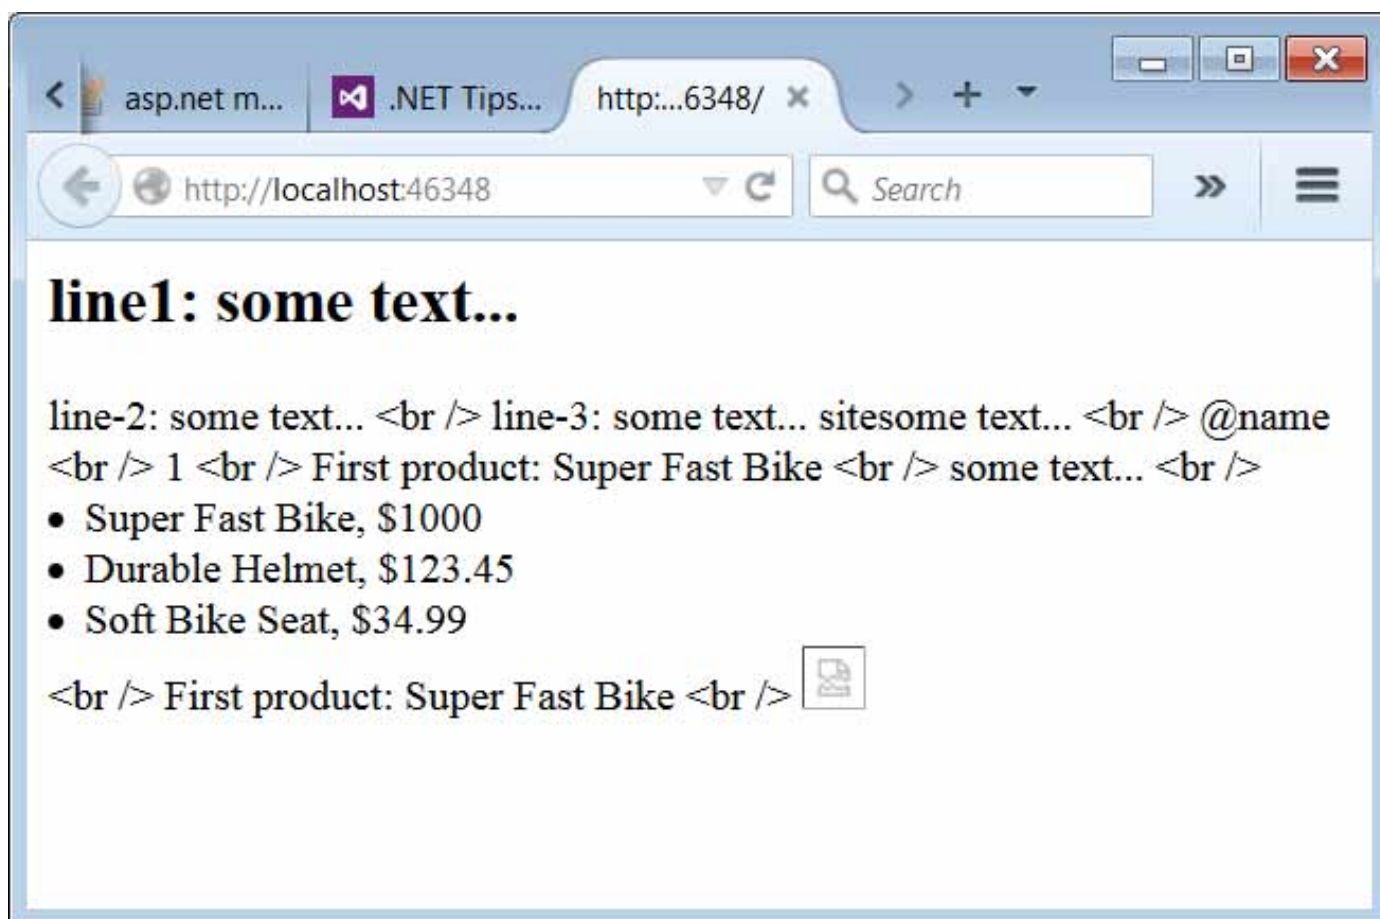 asp.net m... .NET Tips... http:...6348/
http://localhost:46348 Search
line1: some text...
line-2: some text... <br /> line-3: some text... sitesome text... <br /> @name
<br /> 1 <br /> First product: Super Fast Bike <br /> some text... <br />
• Super Fast Bike, $1000
• Durable Helmet, $123.45
• Soft Bike Seat, $34.99
<br /> First product: Super Fast Bike <br />